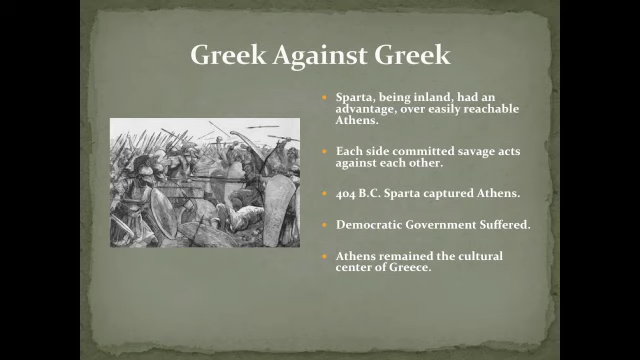 Greek Against Greek
Sparta, being inland, had an
advantage, over easily reachable
Athens.
Each side committed savage acts
against each other.
404 B.C. Sparta captured Athens.
Democratic Government Suffered.
Athens remained the cultural
center of Greece.